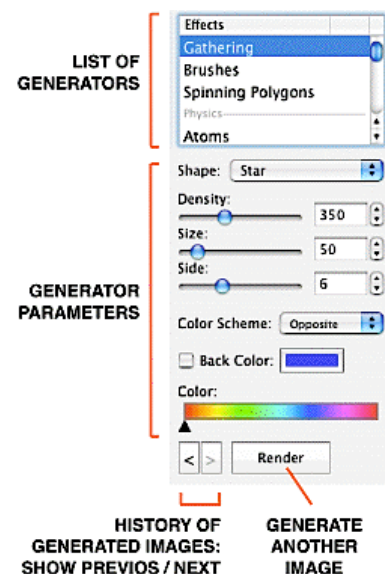 Effects
Gathering
Brushes
Spinning Polygons
Physics
Atoms
LIST OF
GENERATORS
Shape: Star
Density:
350
Size:
50
Side:
6
GENERATOR
PARAMETERS
Color Scheme: Opposite
Back Color:
Color:
< > Render
HISTORY OF
GENERATED IMAGES:
SHOW PREVIOS / NEXT
GENERATE
ANOTHER
IMAGE